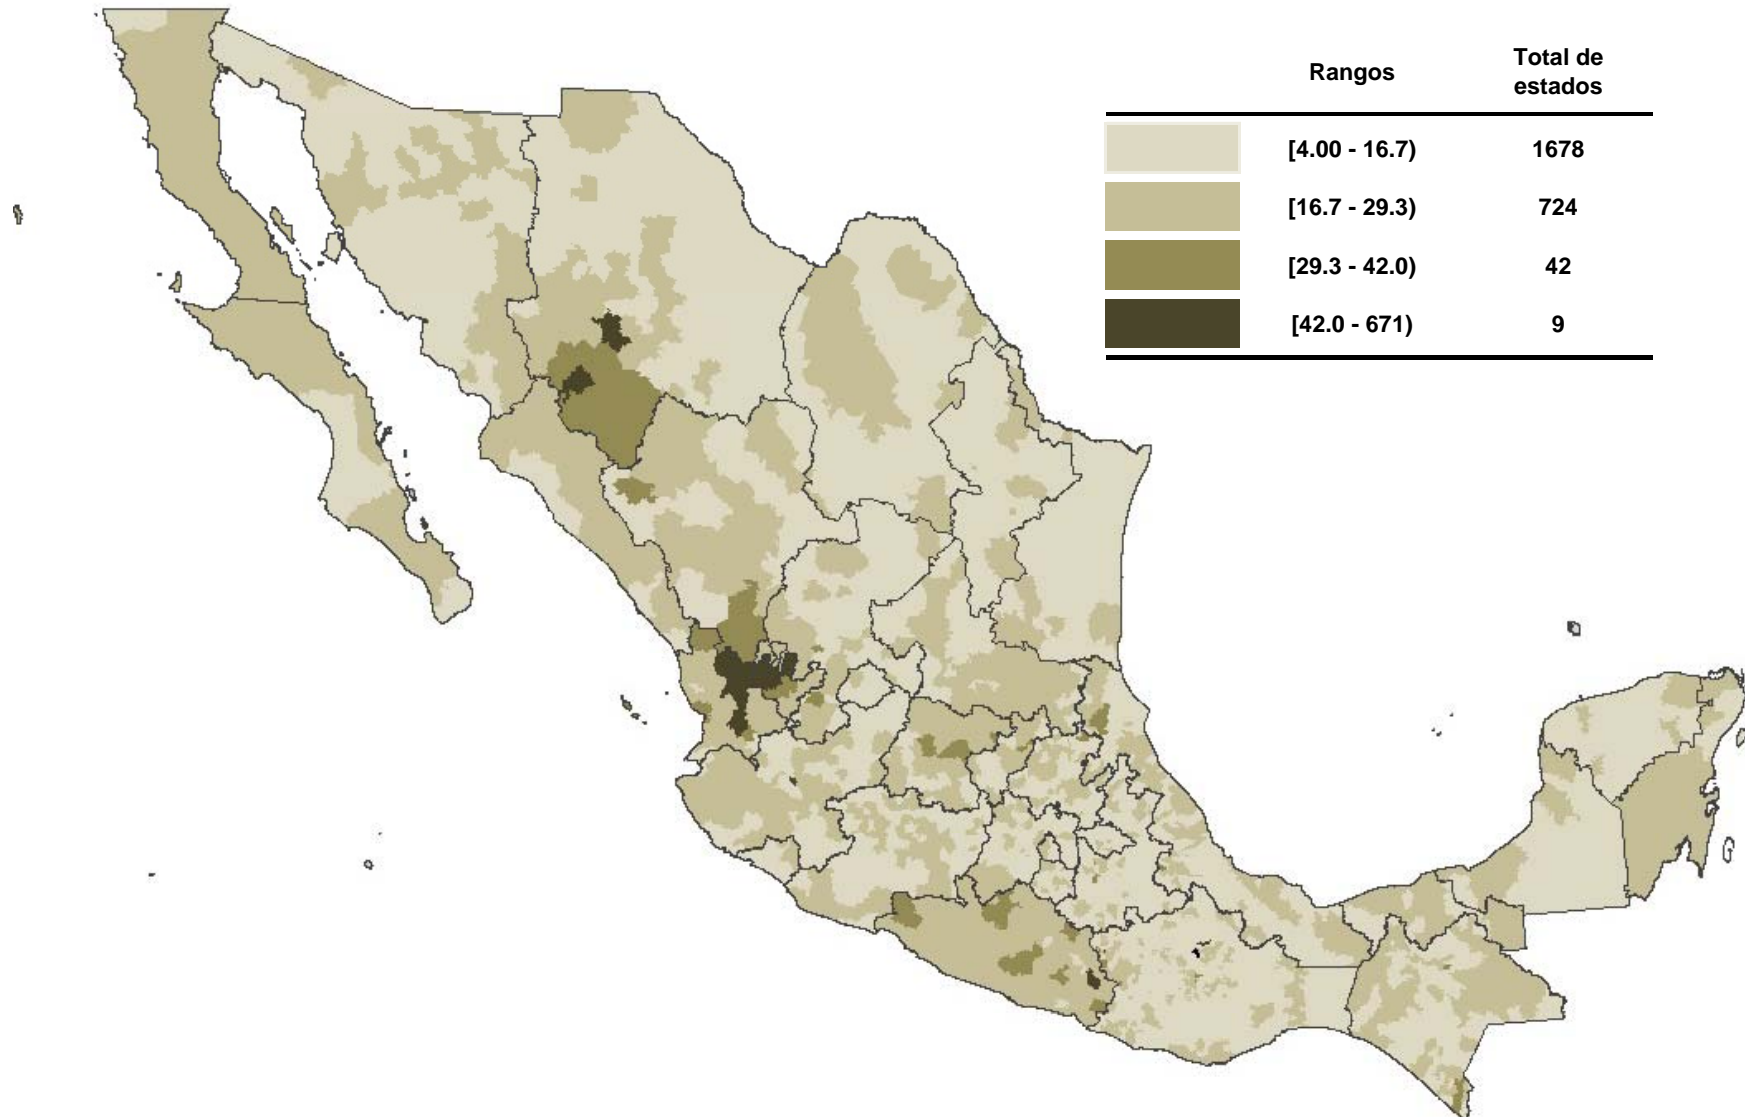 Rangos
Total de
estados
[4.00 - 16.7)
1678
[16.7 - 29.3)
724
[29.3 - 42.0)
42
[42.0 - 671)
9